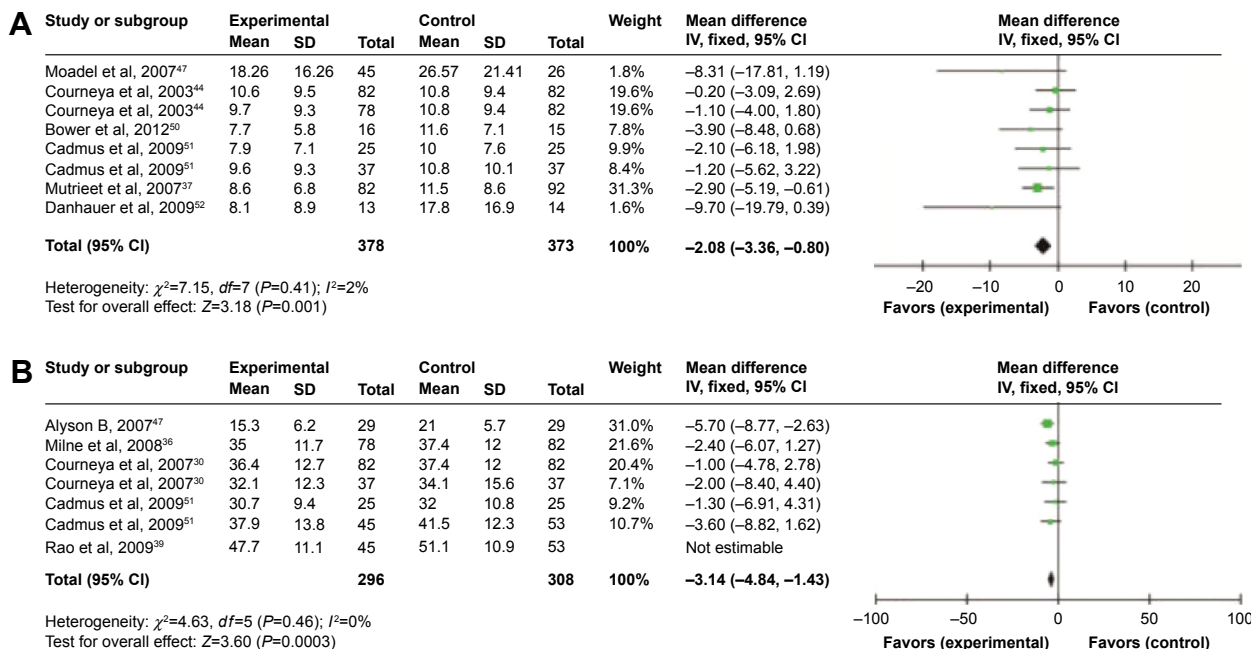 A
Study or subgroup Experimental Control Weight Mean difference Mean difference
Mean SD Total Mean SD Total IV, fixed, 95% CI IV, fixed, 95% CI
Moadel et al, 2007⁴⁷ 18.26 16.26 45 26.57 21.41 26 1.8% –8.31 (–17.81, 1.19)
Courneya et al, 2003⁴⁴ 10.6 9.5 82 10.8 9.4 82 19.6% –0.20 (–3.09, 2.69)
Courneya et al, 2003⁴⁴ 9.7 9.3 78 10.8 9.4 82 19.6% –1.10 (–4.00, 1.80)
Bower et al, 2012⁵⁰ 7.7 5.8 16 11.6 7.1 15 7.8% –3.90 (–8.48, 0.68)
Cadmus et al, 2009⁵¹ 7.9 7.1 25 10 7.6 25 9.9% –2.10 (–6.18, 1.98)
Cadmus et al, 2009⁵¹ 9.6 9.3 37 10.8 10.1 37 8.4% –1.20 (–5.62, 3.22)
Mutrieet et al, 2007³⁷ 8.6 6.8 82 11.5 8.6 92 31.3% –2.90 (–5.19, –0.61)
Danhauer et al, 2009⁵² 8.1 8.9 13 17.8 16.9 14 1.6% –9.70 (–19.79, 0.39)
Total (95% CI) 378 373 100% –2.08 (–3.36, –0.80)
Heterogeneity: χ²=7.15, df=7 (P=0.41); I²=2%
Test for overall effect: Z=3.18 (P=0.001)
–20 –10 0 10 20
Favors (experimental) Favors (control)
B
Study or subgroup Experimental Control Weight Mean difference Mean difference
Mean SD Total Mean SD Total IV, fixed, 95% CI IV, fixed, 95% CI
Alyson B, 2007⁴⁷ 15.3 6.2 29 21 5.7 29 31.0% –5.70 (–8.77, –2.63)
Milne et al, 2008³⁶ 35 11.7 78 37.4 12 82 21.6% –2.40 (–6.07, 1.27)
Courneya et al, 2007³⁰ 36.4 12.7 82 37.4 12 82 20.4% –1.00 (–4.78, 2.78)
Courneya et al, 2007³⁰ 32.1 12.3 37 34.1 15.6 37 7.1% –2.00 (–8.40, 4.40)
Cadmus et al, 2009⁵¹ 30.7 9.4 25 32 10.8 25 9.2% –1.30 (–6.91, 4.31)
Cadmus et al, 2009⁵¹ 37.9 13.8 45 41.5 12.3 53 10.7% –3.60 (–8.82, 1.62)
Rao et al, 2009³⁹ 47.7 11.1 45 51.1 10.9 53 Not estimable
Total (95% CI) 296 308 100% –3.14 (–4.84, –1.43)
Heterogeneity: χ²=4.63, df=5 (P=0.46); I²=0%
Test for overall effect: Z=3.60 (P=0.0003)
–100 –50 0 50 100
Favors (experimental) Favors (control)